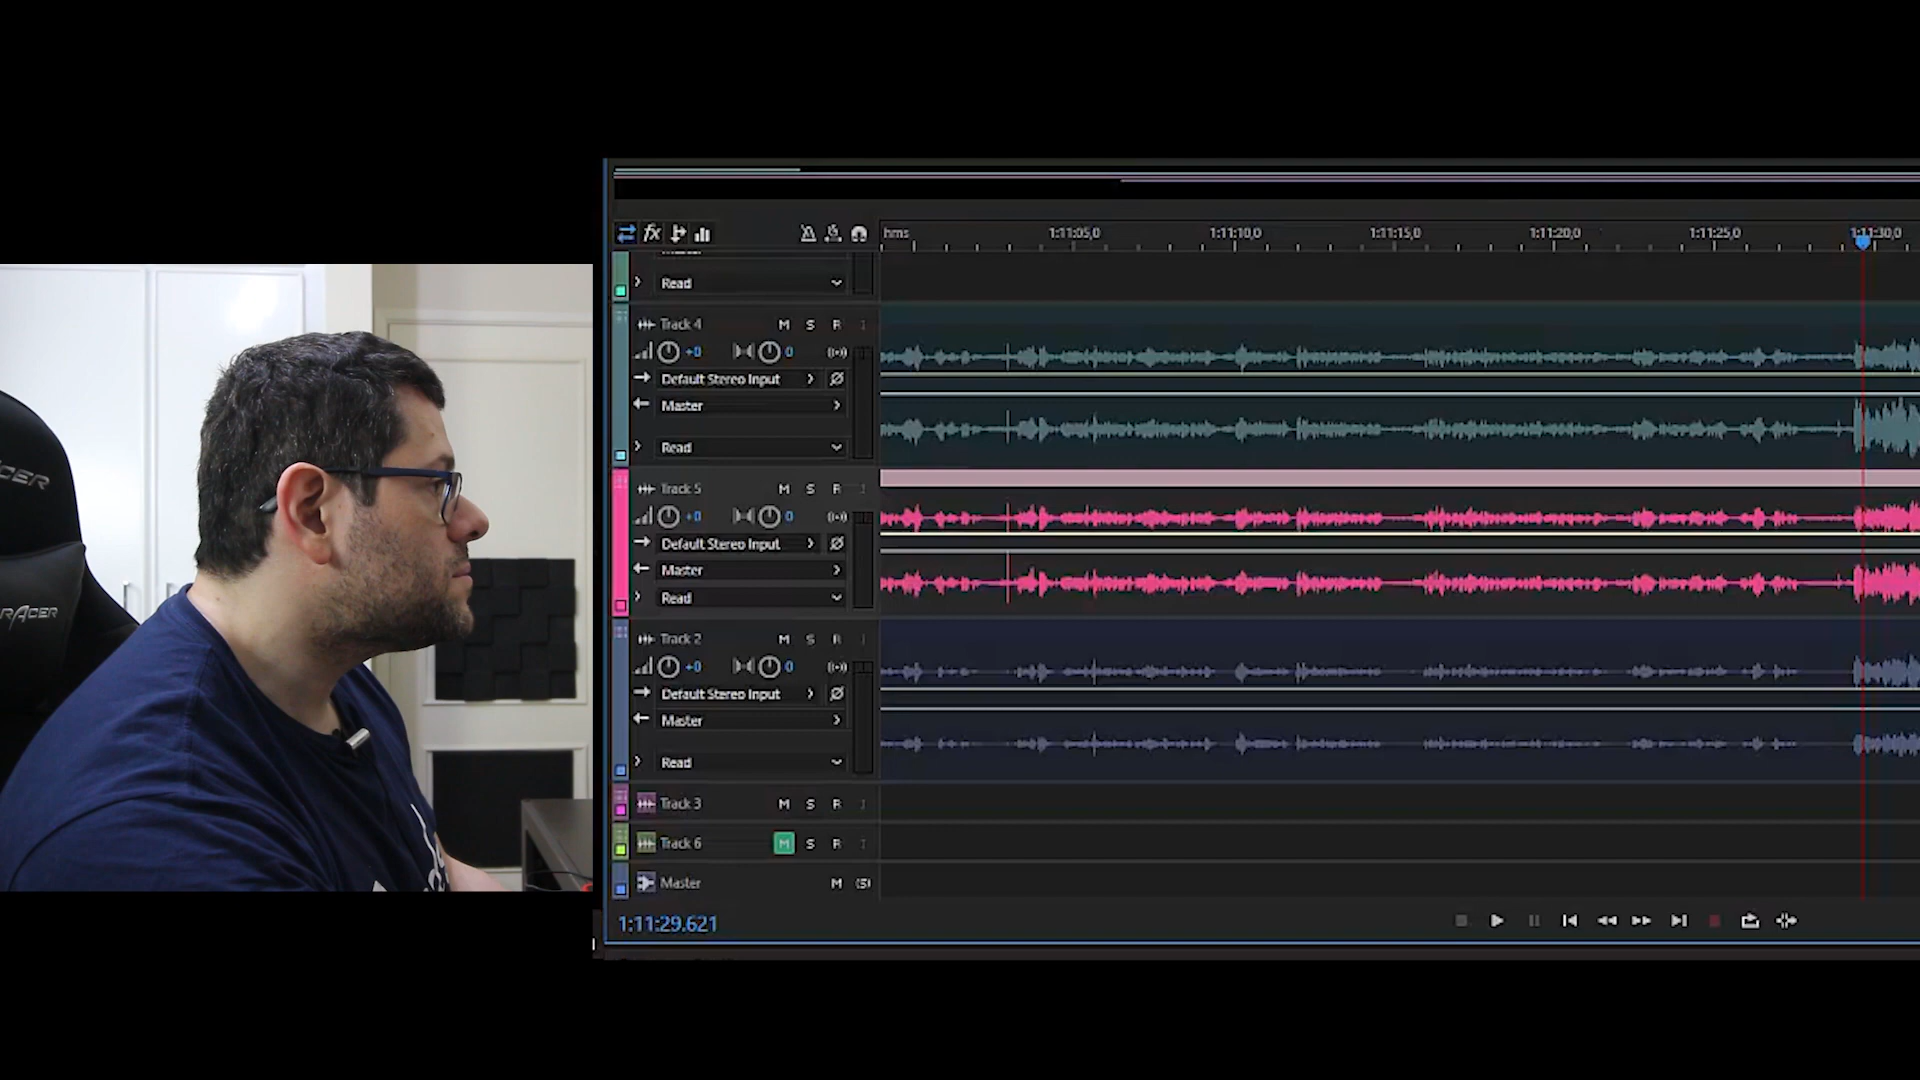 fx
hms 1:11:05,0 1:11:10,0 1:11:15,0 1:11:20,0 1:11:25,0 1:11:30,0
Read
Track 4 M S R I
+0 0
Default Stereo Input
Master
Read
Track 5 M S R I
+0 0
Default Stereo Input
Master
Read
Track 2 M S R I
+0 0
Default Stereo Input
Master
Read
Track 3 M S R I
Track 6 M S R I
Master M (S)
1:11:29.621
RACER